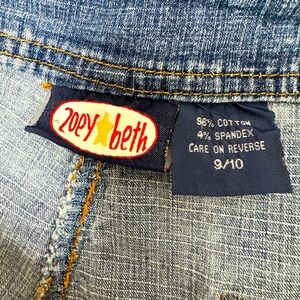 zoey beth
96% COTTON
4% SPANDEX
CARE ON REVERSE
9/10